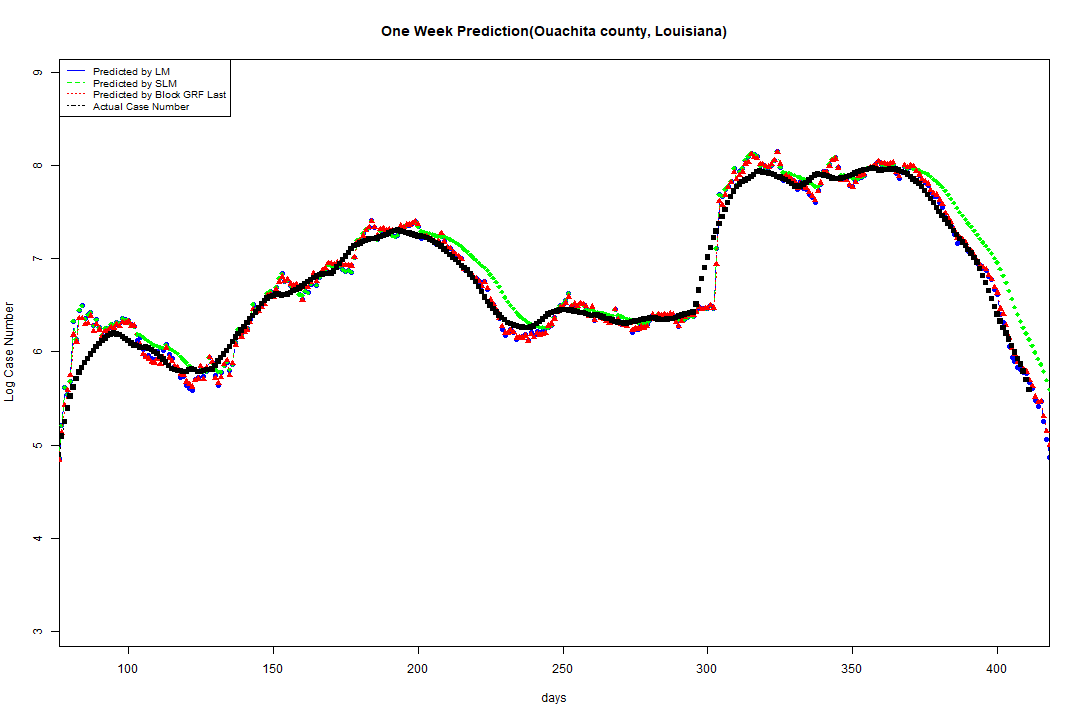 One Week Prediction(Ouachita county, Louisiana)
Predicted by LM
Predicted by SLM
Predicted by Block GRF Last
Actual Case Number
9
8
7
6
5
4
3
Log Case Number
100 150 200 250 300 350 400
days